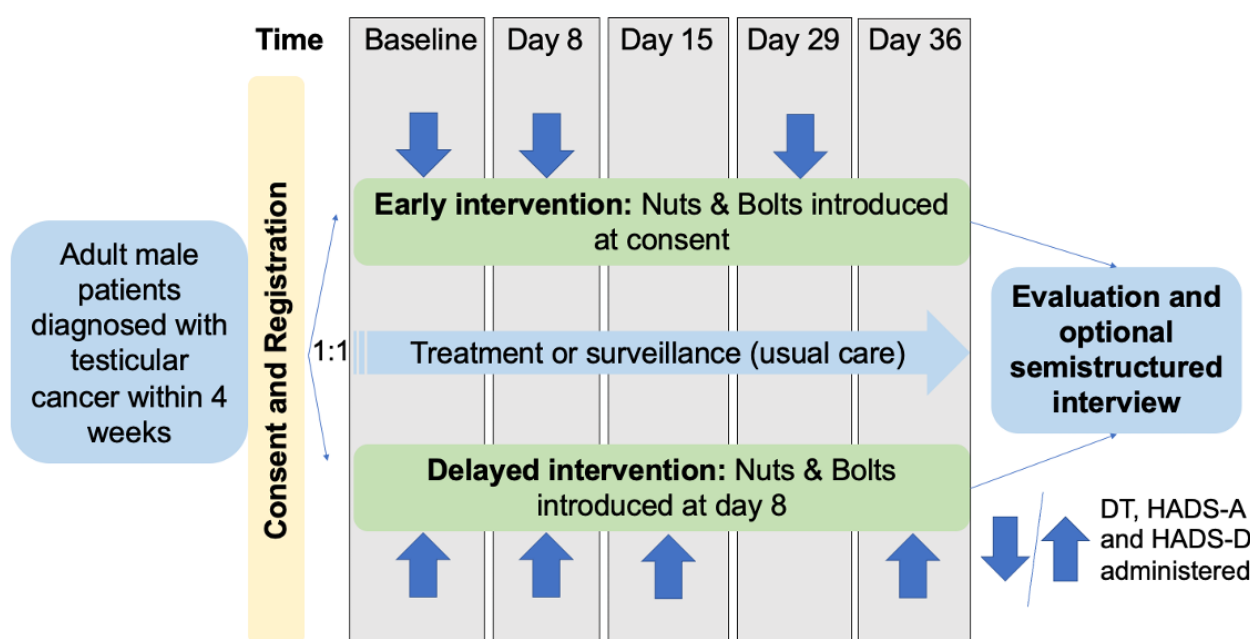 Time
Baseline
Day 8
Day 15
Day 29
Day 36
Adult male
patients
diagnosed with
testicular
cancer within 4
weeks
Consent and Registration
1:1
Early intervention: Nuts & Bolts introduced
at consent
Treatment or surveillance (usual care)
Delayed intervention: Nuts & Bolts
introduced at day 8
Evaluation and
optional
semistructured
interview
DT, HADS-A
and HADS-D
administered